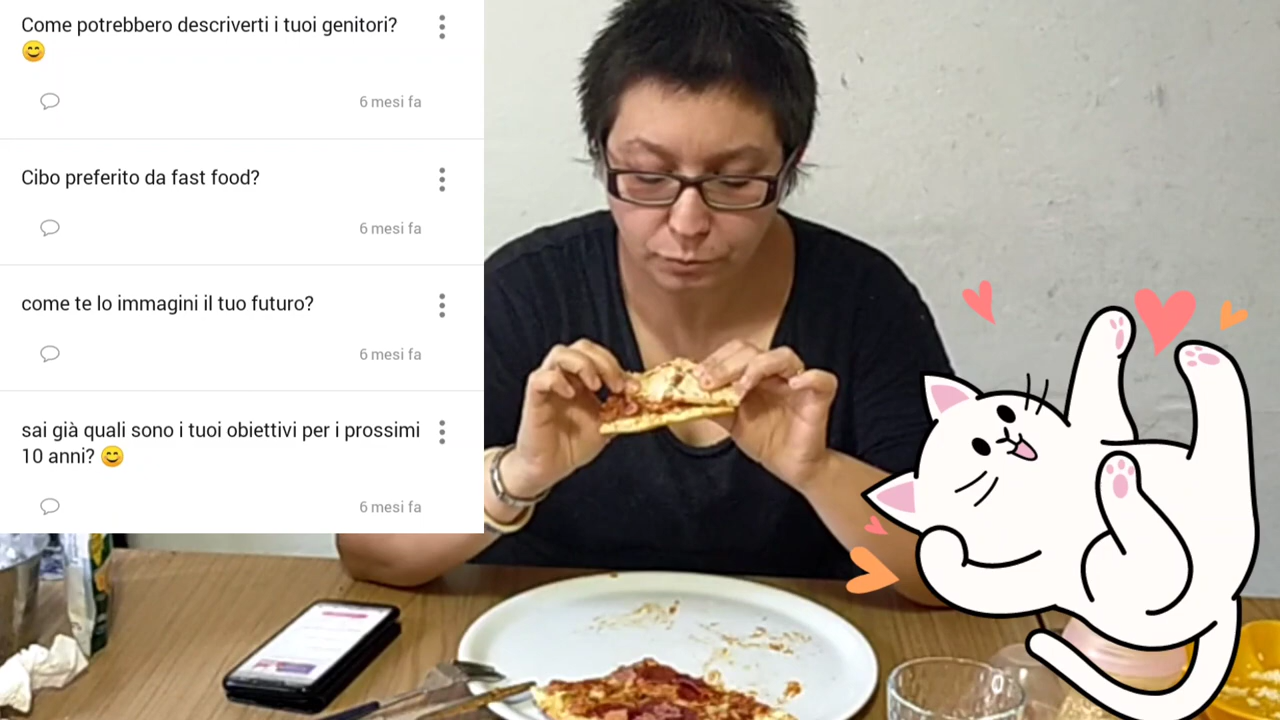 Come potrebbero descriverti i tuoi genitori?
😊
6 mesi fa
Cibo preferito da fast food?
6 mesi fa
come te lo immagini il tuo futuro?
6 mesi fa
sai già quali sono i tuoi obiettivi per i prossimi
10 anni? 😊
6 mesi fa